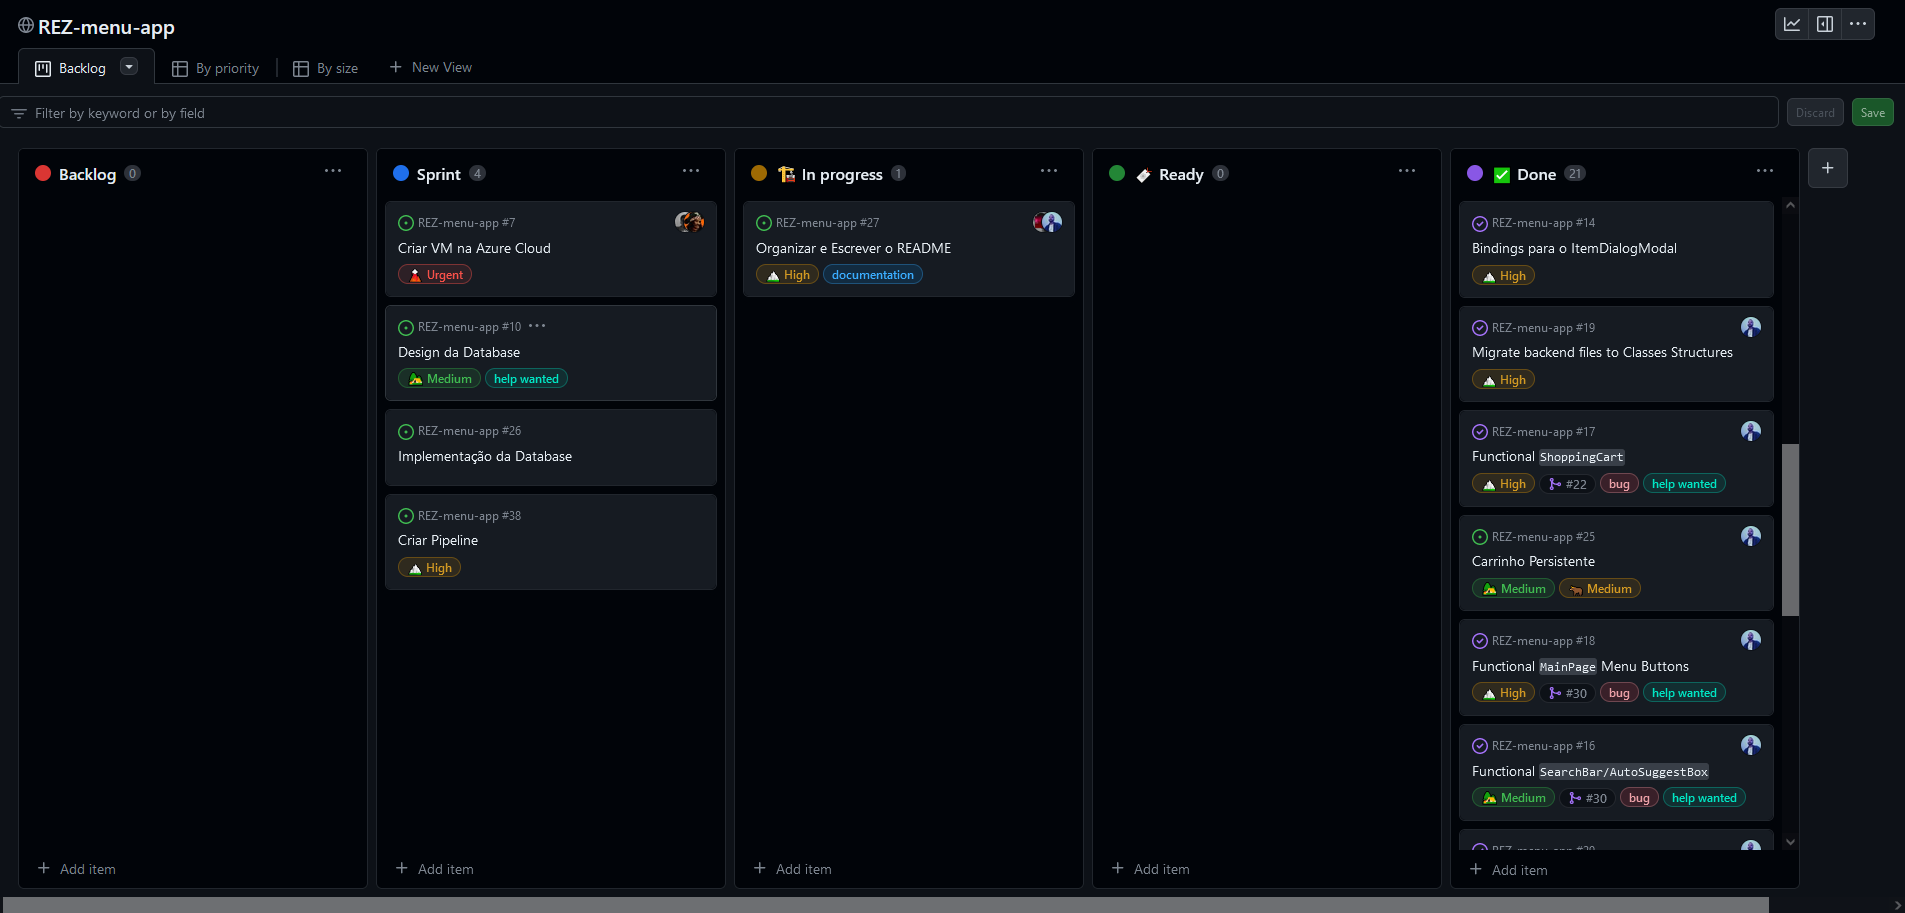 REZ-menu-app
Backlog
By priority
By size
New View
Filter by keyword or by field
Discard
Save
Backlog 0
Add item
Sprint 4
REZ-menu-app #7
Criar VM na Azure Cloud
Urgent
REZ-menu-app #10
Design da Database
Medium help wanted
REZ-menu-app #26
Implementação da Database
REZ-menu-app #38
Criar Pipeline
High
Add item
In progress 1
REZ-menu-app #27
Organizar e Escrever o README
High documentation
Add item
Ready 0
Add item
Done 21
REZ-menu-app #14
Bindings para o ItemDialogModal
High
REZ-menu-app #19
Migrate backend files to Classes Structures
High
REZ-menu-app #17
Functional ShoppingCart
High #22 bug help wanted
REZ-menu-app #25
Carrinho Persistente
Medium Medium
REZ-menu-app #18
Functional MainPage Menu Buttons
High #30 bug help wanted
REZ-menu-app #16
Functional SearchBar/AutoSuggestBox
Medium #30 bug help wanted
REZ-menu-app
Add item